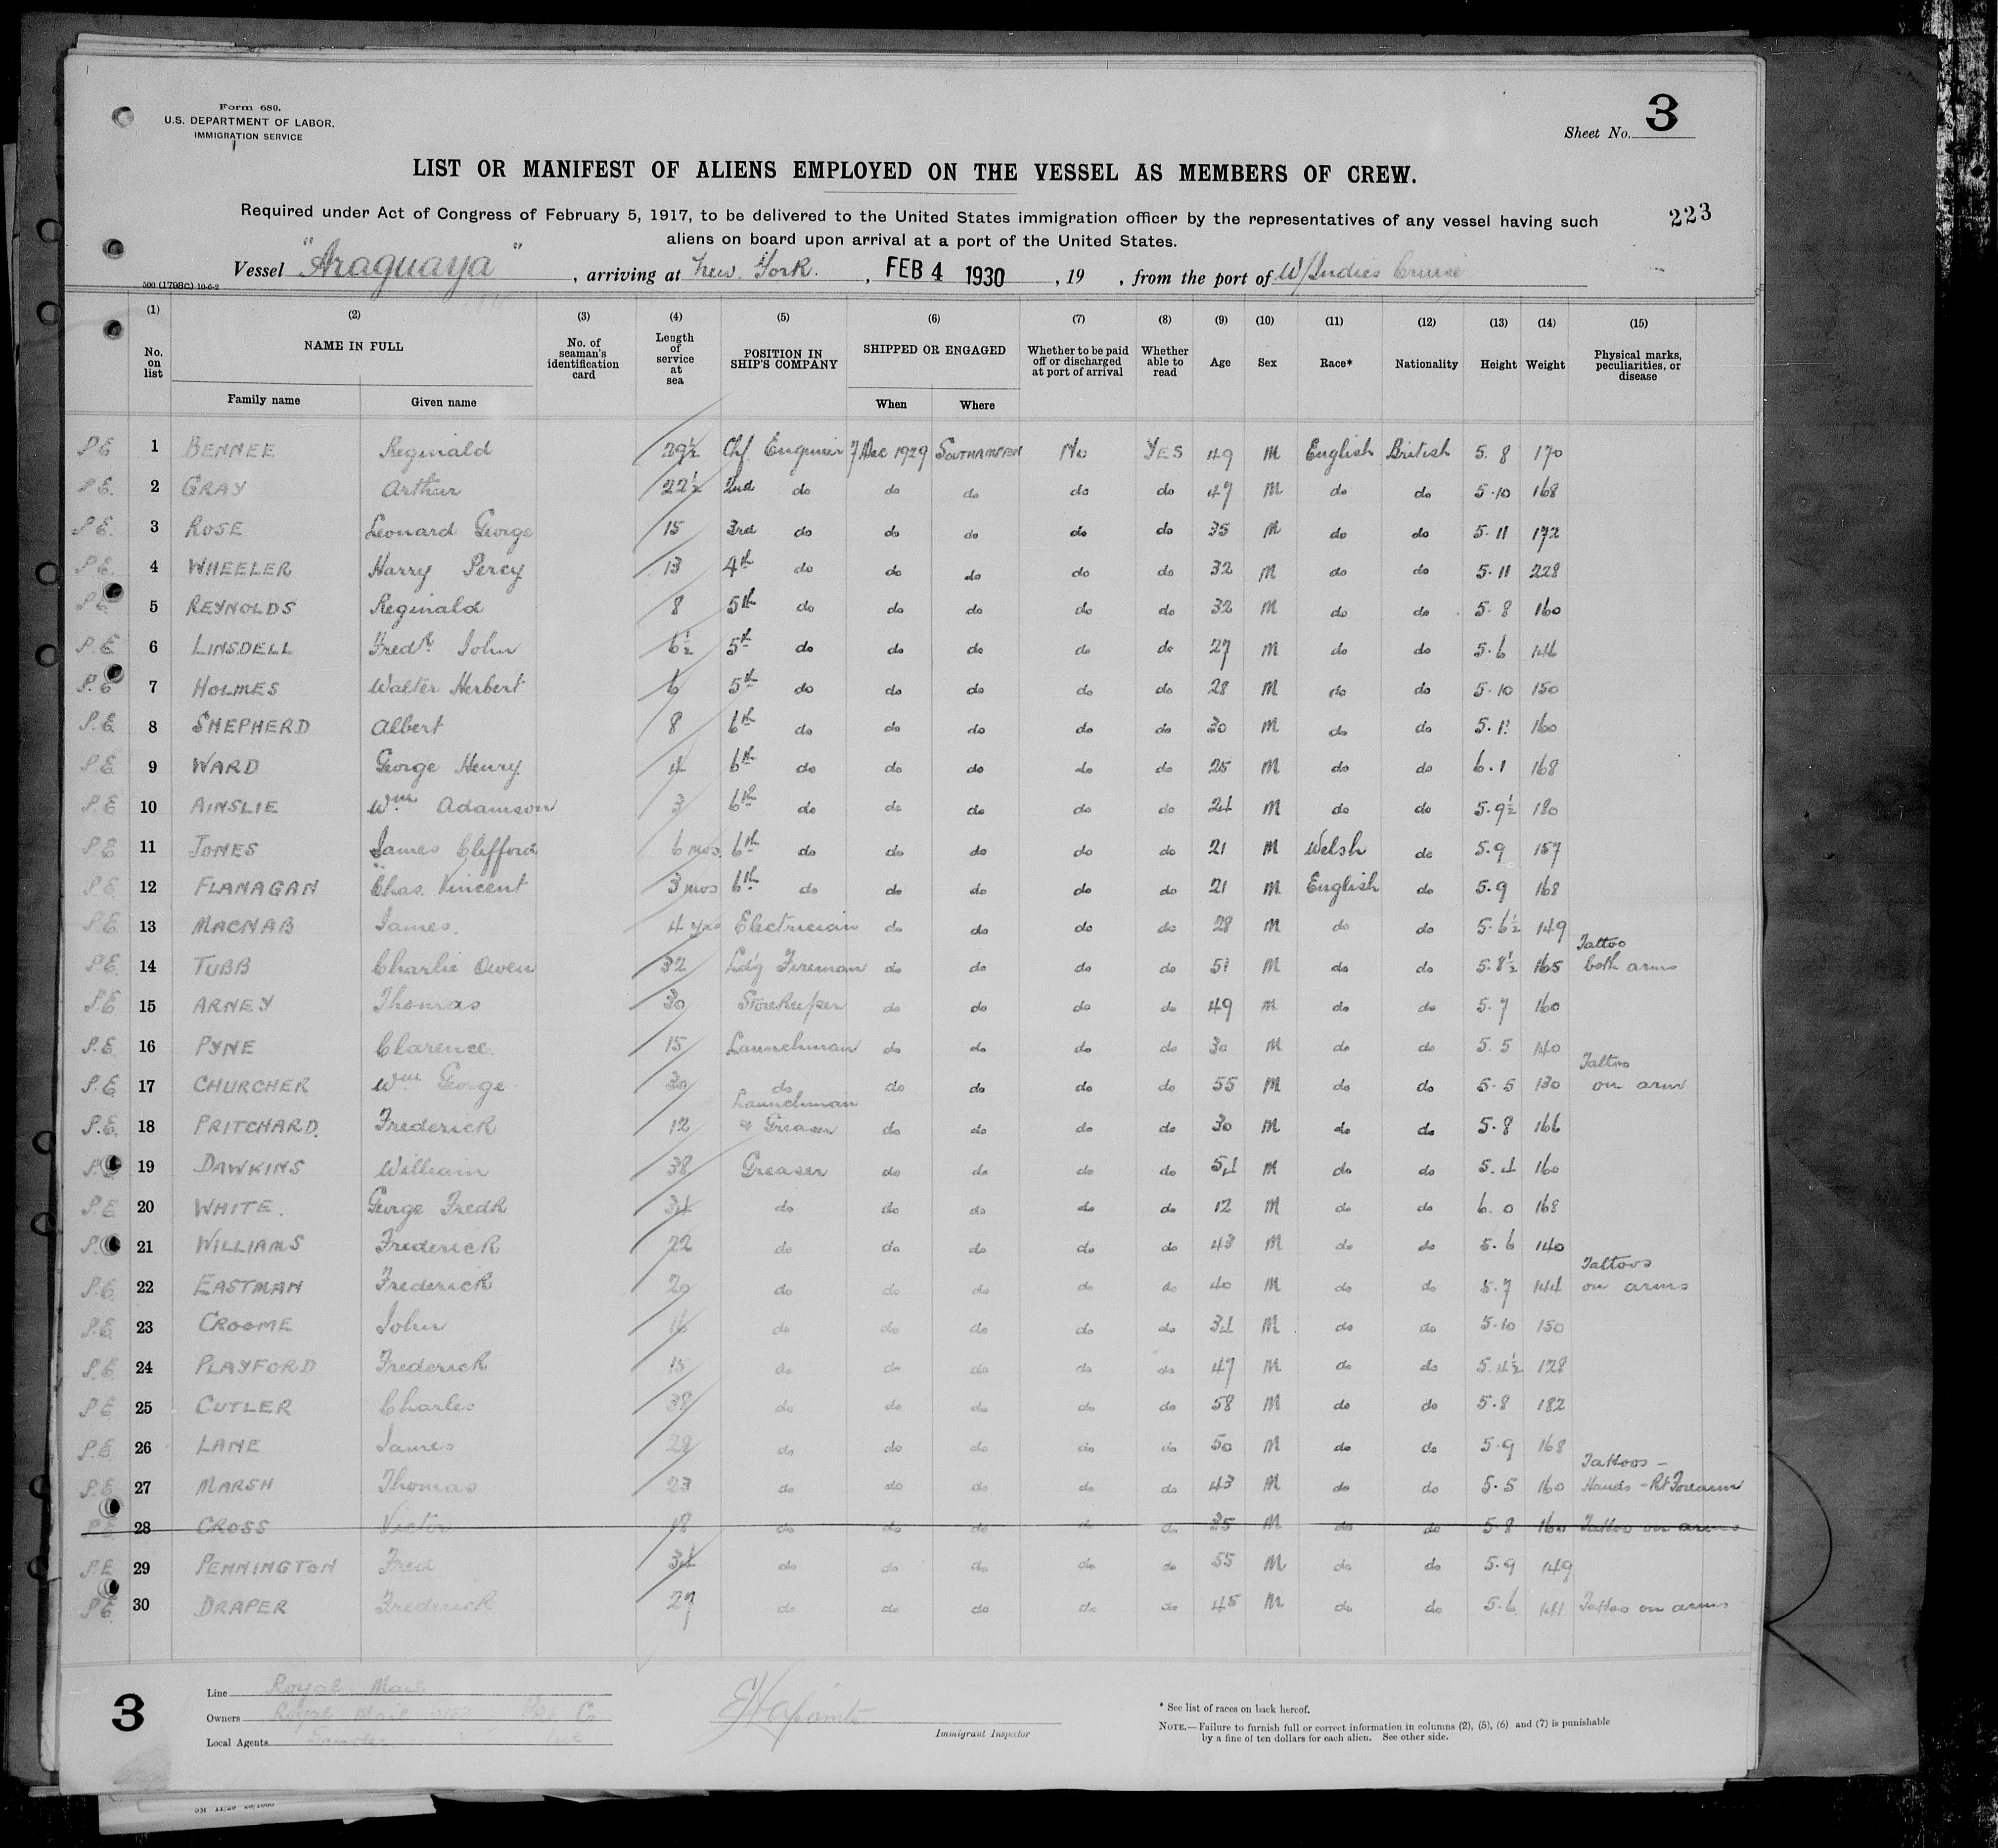 Form 680.
U.S. DEPARTMENT OF LABOR.
IMMIGRATION SERVICE
Sheet No. 3
LIST OR MANIFEST OF ALIENS EMPLOYED ON THE VESSEL AS MEMBERS OF CREW.
Required under Act of Congress of February 5, 1917, to be delivered to the United States immigration officer by the representatives of any vessel having such
223
aliens on board upon arrival at a port of the United States.
Vessel "Araguaya", arriving at New. York., FEB 4 1930, 19 , from the port of W/Indies Cruise
500 (1798c) 10-6-2
(1) (2) (3) (4) (5) (6) (7) (8) (9) (10) (11) (12) (13) (14) (15)
No. on list NAME IN FULL No. of seaman's identification card Length of service at sea POSITION IN SHIP'S COMPANY SHIPPED OR ENGAGED Whether to be paid off or discharged at port of arrival Whether able to read Age Sex Race* Nationality Height Weight Physical marks, peculiarities, or disease
Family name Given name When Where
PE 1 BENNEE Reginald 29½ Chf. Engineer 7 Dec 1929 SOUTHAMPTON No YES 49 M English British 5. 8 170
PE. 2 GRAY Arthur 22½ 2nd do do do do do 47 M do do 5·10 168
PE. 3 ROSE Leonard George 15 3rd do do do do do 35 M do do 5·11 172
PE. 4 WHEELER Harry Percy 13 4th do do do do do 32 M do do 5·11 228
PE 5 REYNOLDS Reginald 8 5th do do do do do 32 M do do 5·8 160
P.E 6 LINSDELL Fredk. John 6½ 5th do do do do do 27 M do do 5·6 146
P.E 7 HOLMES Walter Herbert 6 5th do do do do do 28 M do do 5·10 150
P.E 8 SHEPHERD Albert 8 6th do do do do do 30 M do do 160
P.E 9 WARD George Henry. 4 6th do do do do do 25 M do do 6.1 168
P.E 10 AINSLIE Wm Adamson 3 6th do do do do do 24 M do do 5·9½ 180
P.E 11 JONES James Clifford 6 mos. 6th do do do do do 21 M Welsh do 5.9 157
P.E 12 FLANAGAN Chas. Vincent 3 mos 6th do do do do do 21 M English do 5·9 168
P.E. 13 MACNAB James. 4 yrs Electrician do do do do 28 M do do 5·6½ 149
P.E. 14 TUBB Charlie Owen 32 Ldg Fireman do do do do 51 M do do 5·8½ 165 Tattoo both arms
P.E 15 ARNEY Thomas 30 Storekeeper do do do do 49 M do do 5·7 160
P.E. 16 PYNE Clarence. 15 Launchman do do do do 30 M do do 5. 5 140
P.E 17 CHURCHER Wm George 30 do do do do do 55 M do do 5·5 130 Tattoo on arm
P.E. 18 PRITCHARD. Frederick 12 Launchman & Greaser do do do do 30 M do do 5·8 166
P.E 19 DAWKINS William 38 Greaser do do do do 54 M do do 5.4 160
P.E 20 WHITE. George Fredk 34 do do do do do 12 M do do 6. 0 168
P.E 21 WILLIAMS Frederick 22 do do do do do 43 M do do 5.6 140
P.E. 22 EASTMAN Frederick 20 do do do do do 40 M do do 5·7 144 Tattoos on arms
P.E. 23 CROOME John 16 do do do do do 34 M do do 5·10 150
P.E. 24 PLAYFORD Frederick 15 do do do do do 47 M do do 5.4½ 128
P.E 25 CUTLER Charles 38 do do do do do 58 M do do 5·8 182
P.E. 26 LANE James 28 do do do do do 50 M do do 5·9 168
P.E. 27 MARSH Thomas 23 do do do do do 43 M do do 5·5 160 Tattoos – Hands – Rt Forearm
P.E 28 CROSS Victor 18 do do do do do 35 M do do 5·8 160 Tattoo on arms
P.E 29 PENNINGTON Fred 34 do do do do do 55 M do do 5·9 149
P.E. 30 DRAPER Frederick 27 do do do do do 45 M do do 5.6 141 Tattoo on arms
3
Line Royal Mail
Owners Royal Mail Pkt. Co
Local Agents
Immigrant Inspector
* See list of races on back hereof.
NOTE.—Failure to furnish full or correct information in columns (2), (5), (6) and (7) is punishable
by a fine of ten dollars for each alien. See other side.